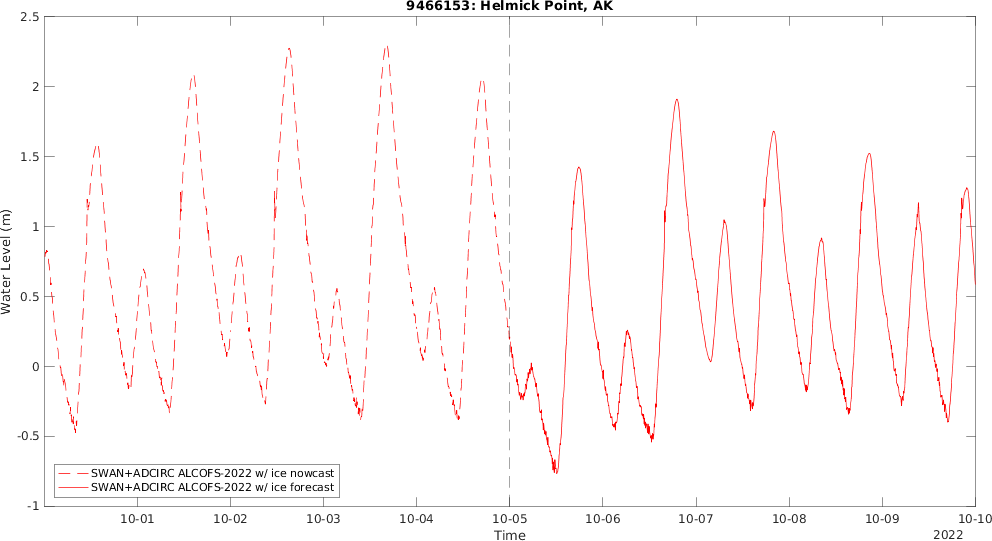 9466153: Helmick Point, AK
2.5
2
1.5
1
0.5
0
-0.5
-1
Water Level (m)
SWAN+ADCIRC ALCOFS-2022 w/ ice nowcast
SWAN+ADCIRC ALCOFS-2022 w/ ice forecast
10-01 10-02 10-03 10-04 10-05 10-06 10-07 10-08 10-09 10-10
Time
2022